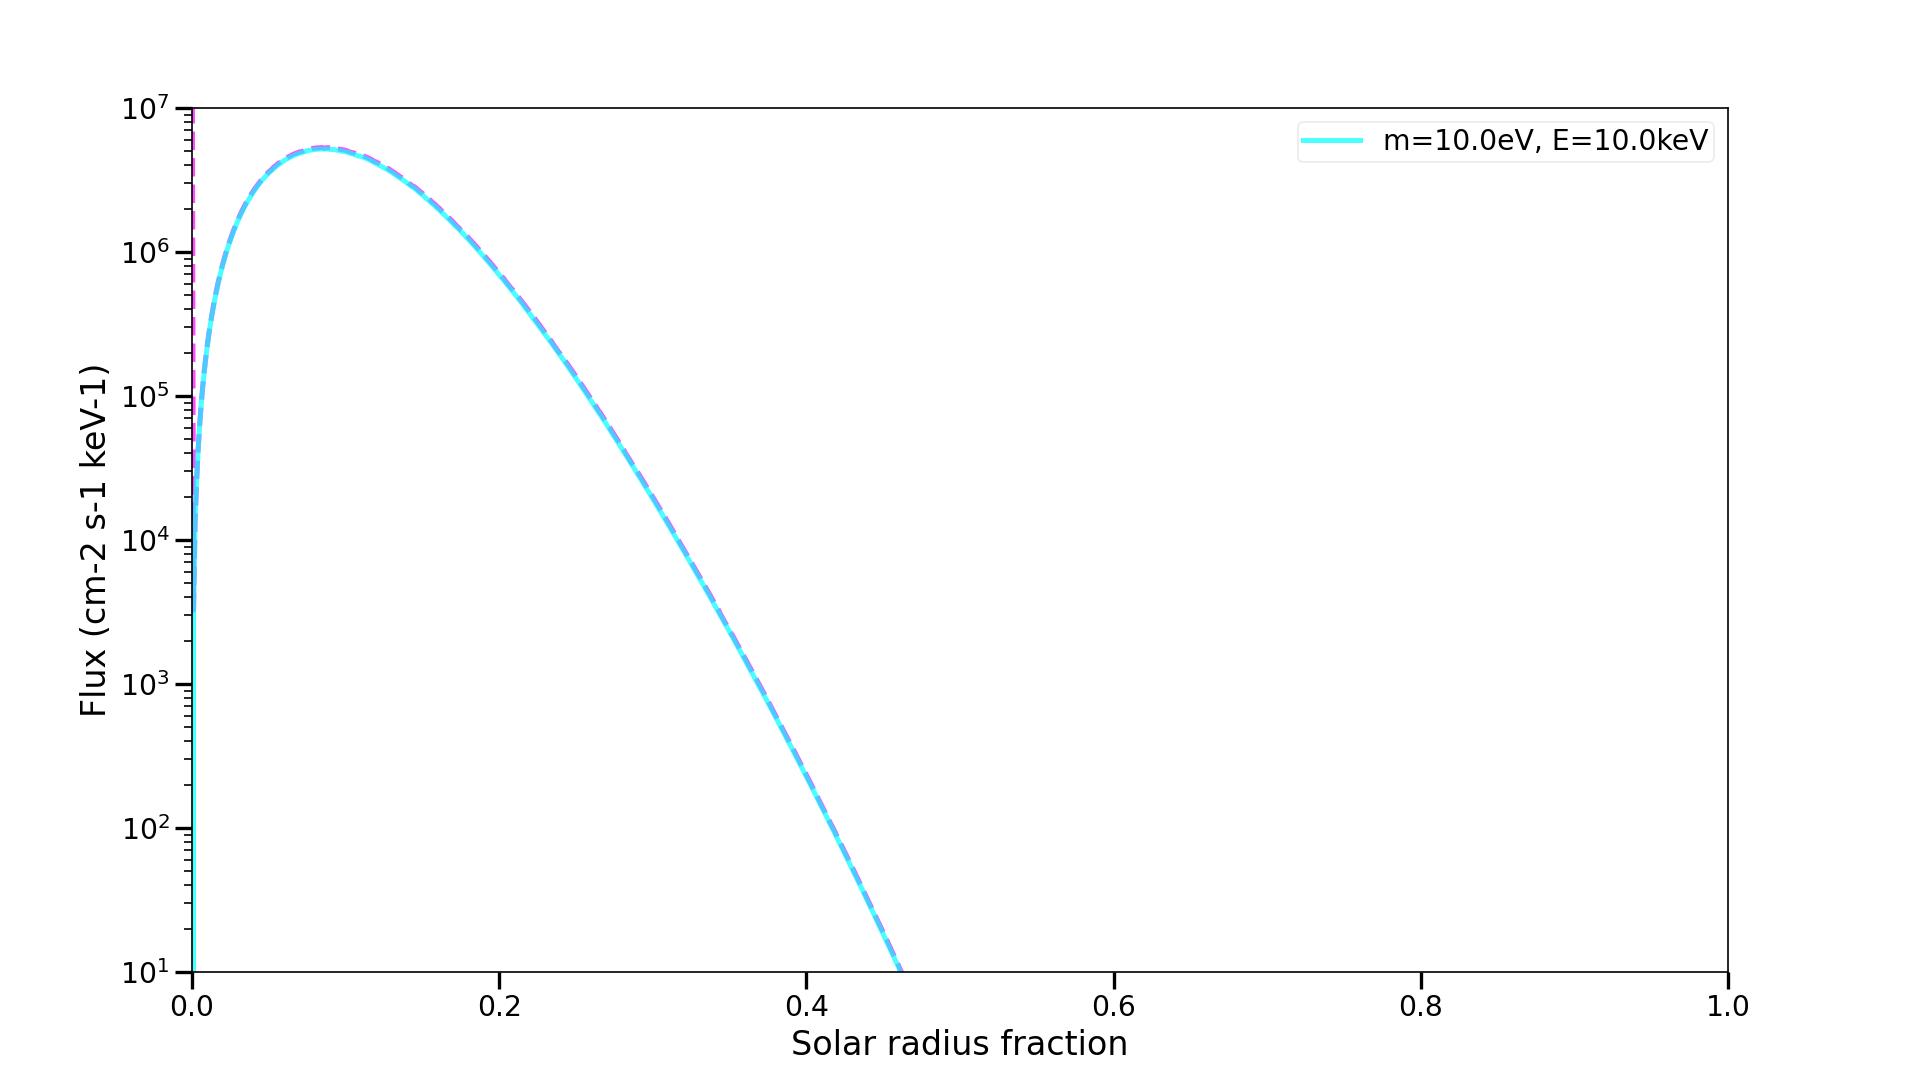 m=10.0eV, E=10.0keV
Flux (cm-2 s-1 keV-1)
10⁷
10⁶
10⁵
10⁴
10³
10²
10¹
0.0 0.2 0.4 0.6 0.8 1.0
Solar radius fraction